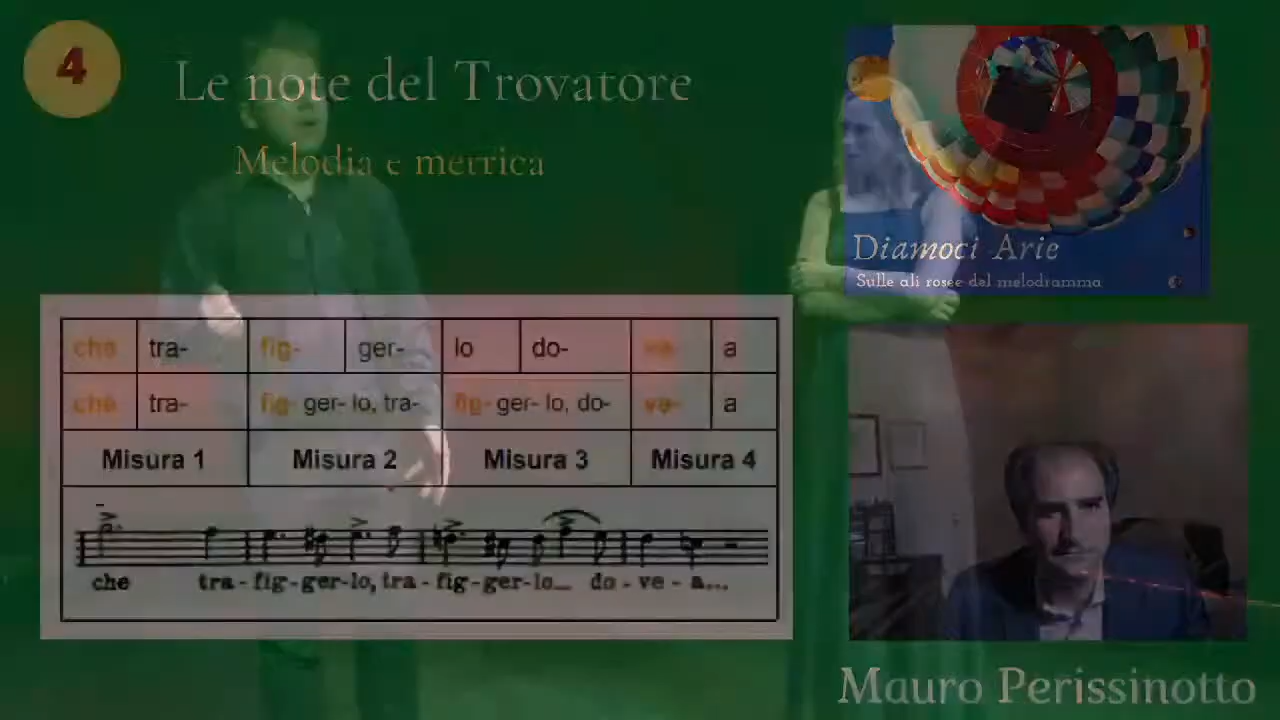 4
Le note del Trovatore
Melodia e metrica
Diamoci Arie
Sulle ali rosee del melodramma
che tra- fig- ger- lo do- ve- a
che tra- fig- ger- lo, tra- fig- ger- lo, do- ve- a
Misura 1 Misura 2 Misura 3 Misura 4
che tra - fig - ger - lo, tra - fig - ger - lo_ do - ve - a...
Mauro Perissinotto